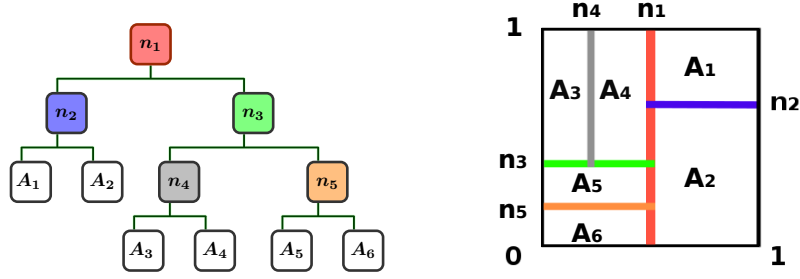 n₁
n₂
n₃
A₁
A₂
n₄
n₅
A₃
A₄
A₅
A₆
n₄ n₁
1
A₁
A₃ A₄
n₂
n₃
A₅
A₂
n₅
A₆
0
1